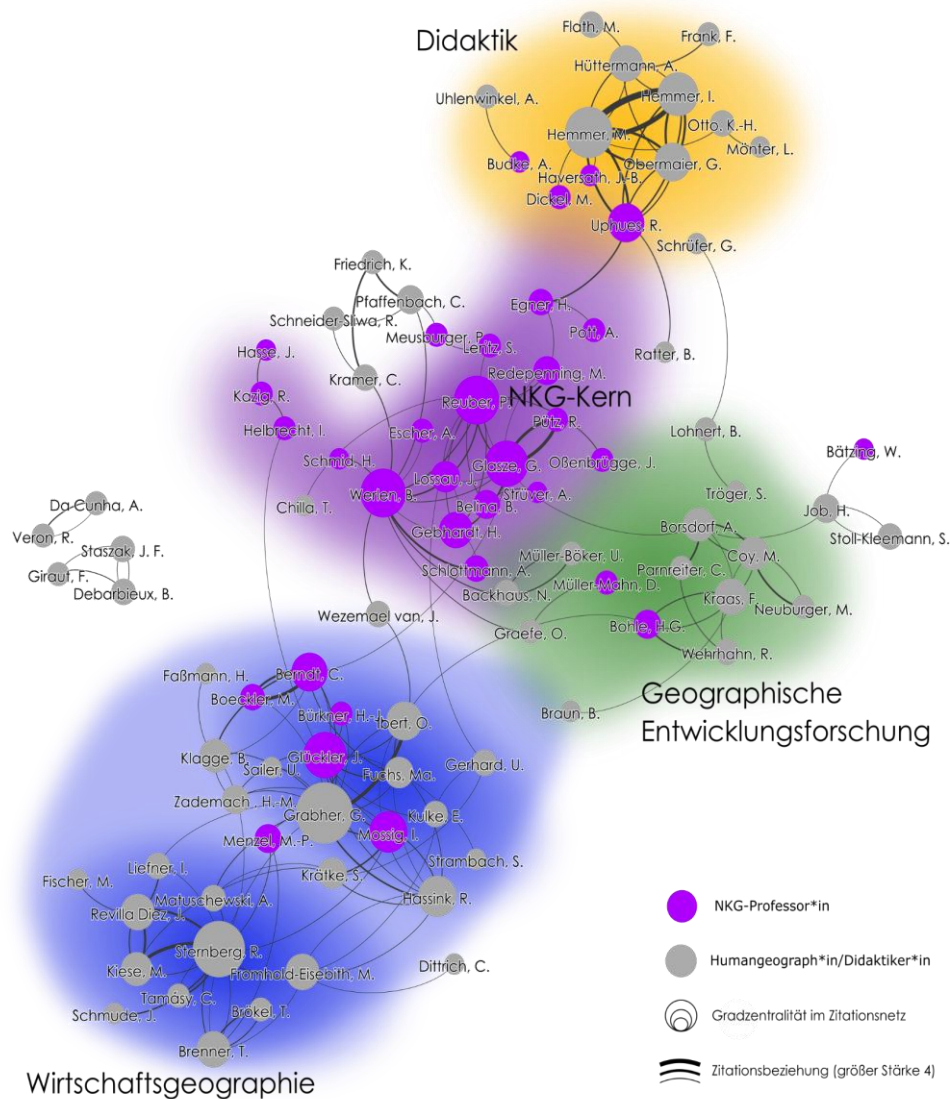 Didaktik
Flath, M.
Frank, F.
Hüttermann, A.
Uhlenwinkel, A.
Hemmer, I.
Otto, K.-H.
Hemmer, M.
Mönter, L.
Budke, A.
Obermaier, G.
Haversath, J.-B.
Dickel, M.
Uphues, R.
Schrüfer, G.
Friedrich, K.
Pfaffenbach, C.
Egner, H.
Schneider-Sliwa, R.
Meusburger, P.
Pott, A.
Lentz, S.
Hasse, J.
Ratter, B.
Kramer, C.
Redepenning, M.
Kazig, R.
NKG-Kern
Reuber, P.
Pütz, R.
Helbrecht, I.
Escher, A.
Lohnert, B.
Bätzing, W.
Schmid, H.
Glasze, G.
Oßenbrügge, J.
Lossau, J.
Werlen, B.
Strüver, A.
Tröger, S.
Da Cunha, A.
Chilla, T.
Belina, B.
Job, H.
Veron, R.
Gebhardt, H.
Borsdorf, A.
Stoll-Kleemann, S.
Staszak, J. F.
Müller-Böker, U.
Coy, M.
Giraut, F.
Schlottmann, A.
Parnreiter, C.
Debarbieux, B.
Backhaus, N.
Müller-Mahn, D.
Kraas, F.
Neuburger, M.
Wezemael van, J.
Graefe, O.
Bohle, H.G.
Wehrhahn, R.
Faßmann, H.
Berndt, C.
Geographische
Entwicklungsforschung
Boeckler, M.
Bürkner, H.-J.
Ibert, O.
Braun, B.
Klagge, B.
Glückler, J.
Sailer, U.
Fuchs, Ma.
Gerhard, U.
Zademach, H.-M.
Grabher, G.
Kulke, E.
Menzel, M.-P.
Mossig, I.
Strambach, S.
Liefner, I.
Fischer, M.
Krätke, S.
Matuschewski, A.
Hassink, R.
Revilla Diez, J.
NKG-Professor*in
Sternberg, R.
Kiese, M.
Fromhold-Eisebith, M.
Dittrich, C.
Humangeograph*in/Didaktiker*in
Tamásy, C.
Schmude, J.
Brökel, T.
Gradzentralität im Zitationsnetz
Brenner, T.
Zitationsbeziehung (größer Stärke 4)
Wirtschaftsgeographie